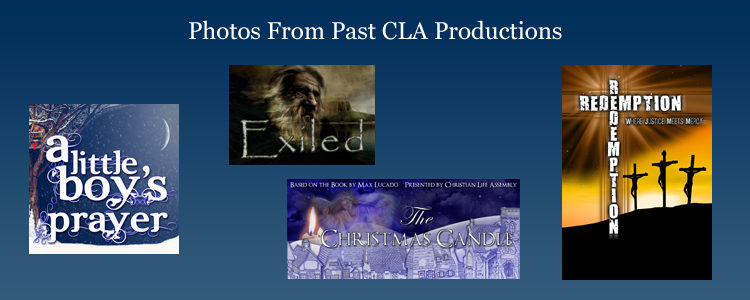 Photos From Past CLA Productions
a
little
boy's
prayer
Exiled
BASED ON THE BOOK BY MAX LUCADO PRESENTED BY CHRISTIAN LIFE ASSEMBLY
The
CHRISTMAS CANDLE
REDEMPTION
REDEMPTION
WHERE JUSTICE MEETS MERCY